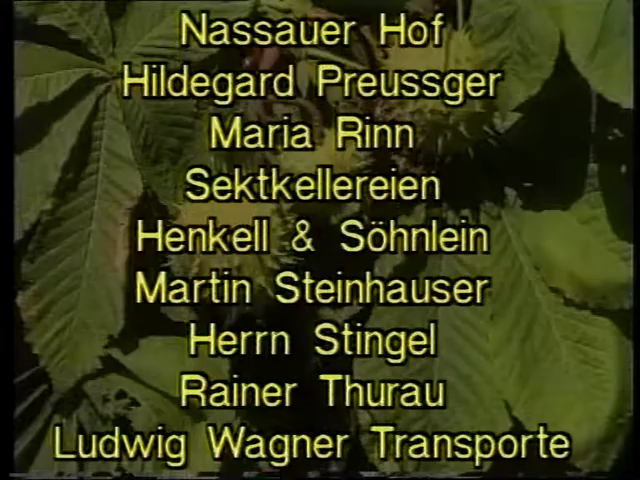 Nassauer Hof
Hildegard Preussger
Maria Rinn
Sektkellereien
Henkell & Söhnlein
Martin Steinhauser
Herrn Stingel
Rainer Thurau
Ludwig Wagner Transporte